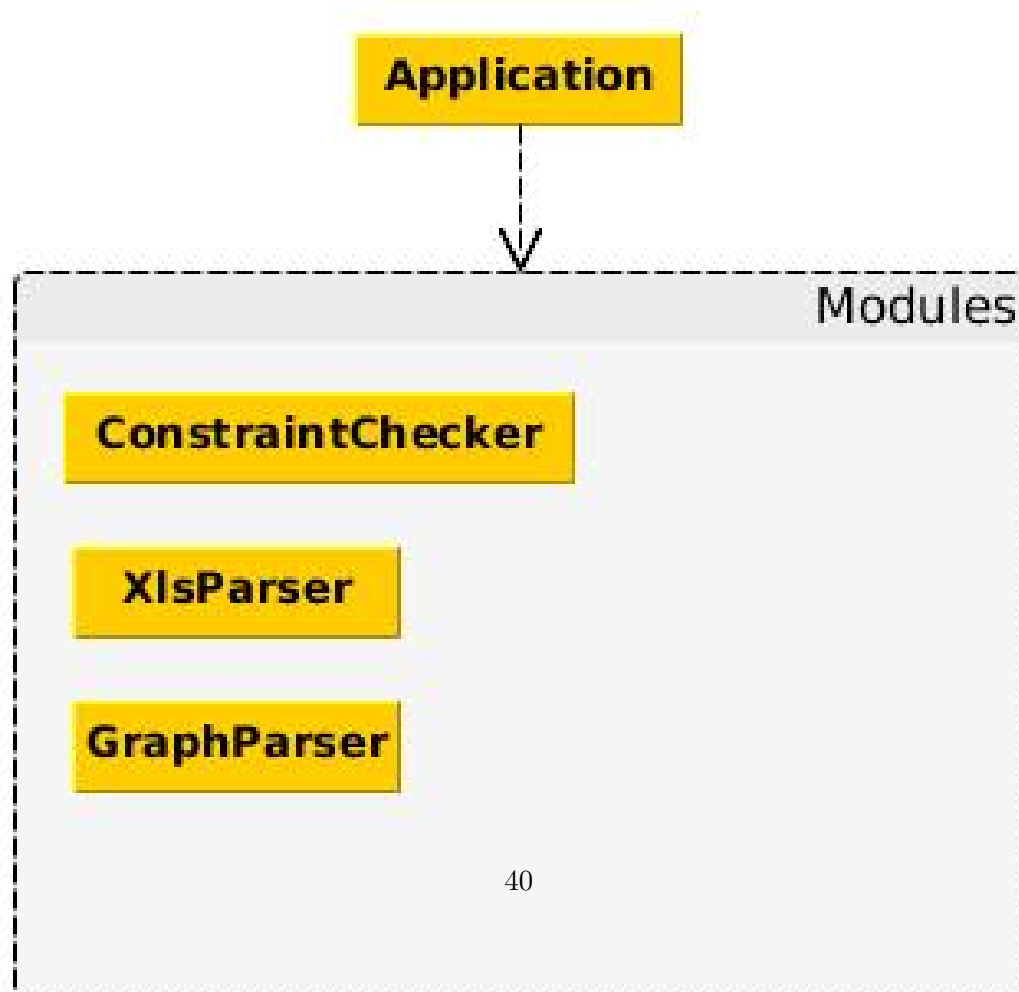 Application
Modules
ConstraintChecker
XlsParser
GraphParser
40